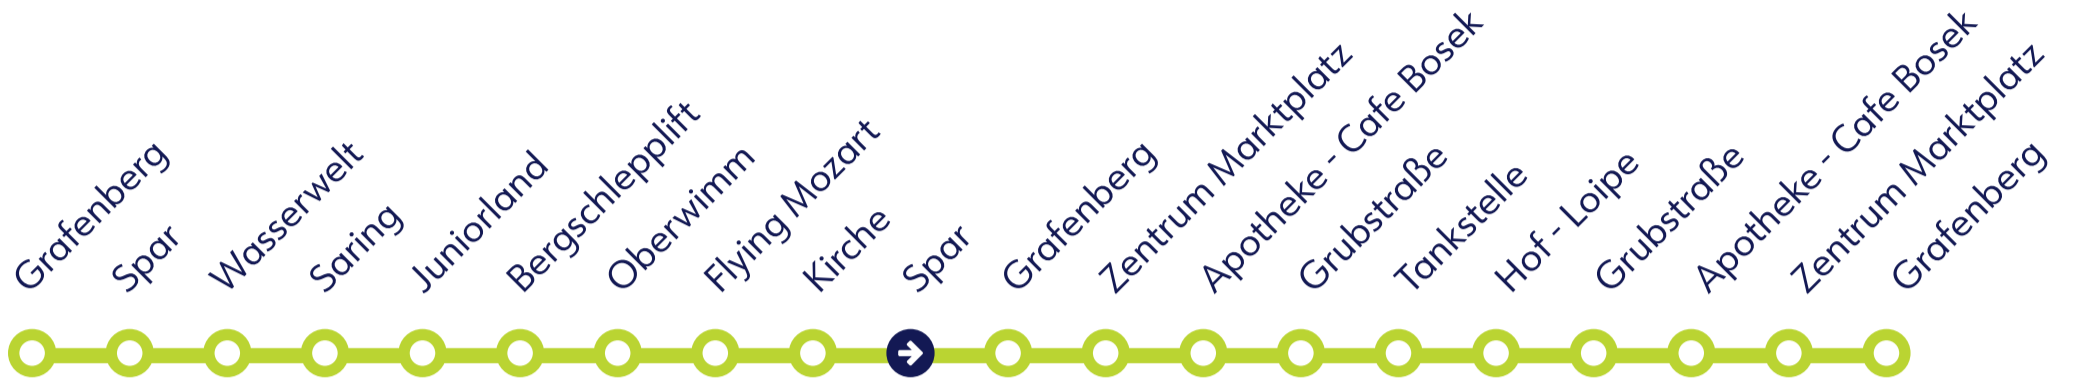 Grafenberg
Spar
Wasserwelt
Saring
Juniorland
Bergschlepplift
Oberwimm
Flying Mozart
Kirche
Spar
Grafenberg
Zentrum Marktplatz
Apotheke - Cafe Bosek
Grubstraße
Tankstelle
Hof - Loipe
Grubstraße
Apotheke - Cafe Bosek
Zentrum Marktplatz
Grafenberg